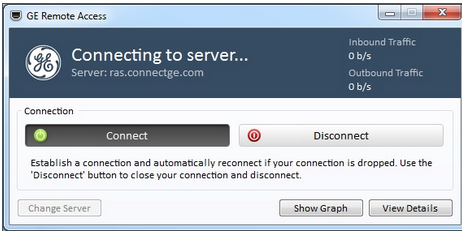 GE Remote Access
Connecting to server...
Server: ras.connectge.com
Inbound Traffic
0 b/s
Outbound Traffic
0 b/s
Connection
Connect
Disconnect
Establish a connection and automatically reconnect if your connection is dropped. Use the
'Disconnect' button to close your connection and disconnect.
Change Server
Show Graph
View Details